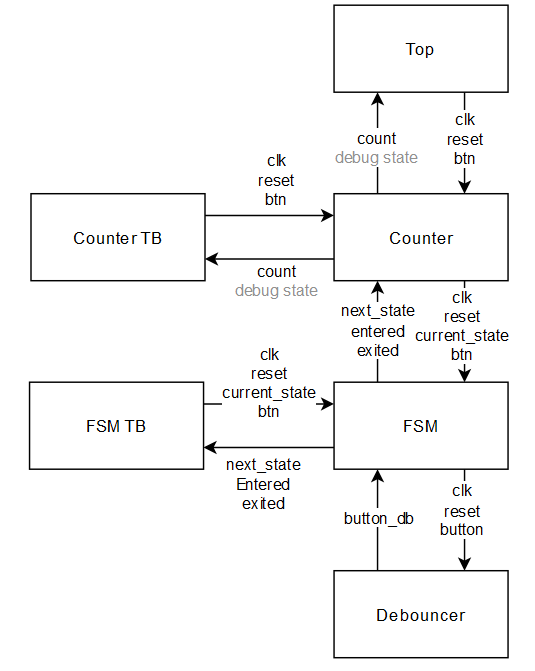 Top
count
debug state
clk
reset
btn
clk
reset
btn
Counter TB
Counter
count
debug state
next_state
entered
exited
clk
reset
current_state
btn
clk
reset
current_state
btn
FSM TB
FSM
next_state
Entered
exited
button_db
clk
reset
button
Debouncer